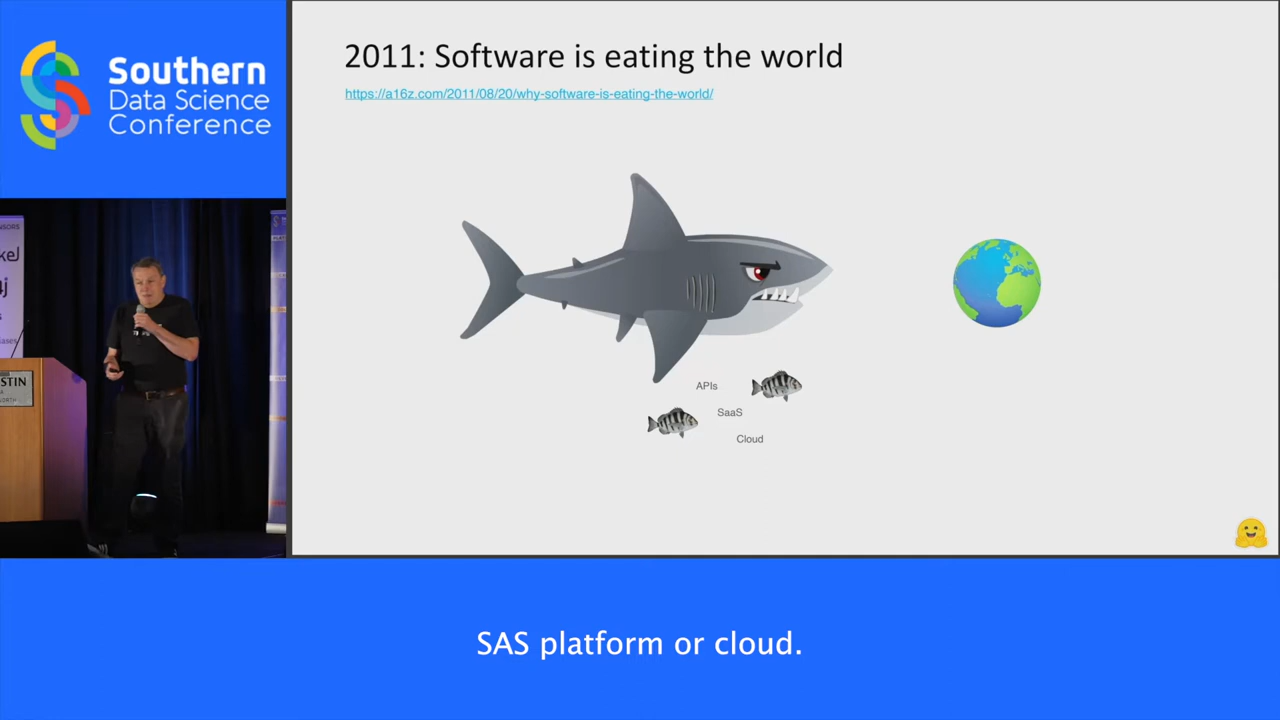 Southern
Data Science
Conference
2011: Software is eating the world
https://a16z.com/2011/08/20/why-software-is-eating-the-world/
APIs
SaaS
Cloud
SAS platform or cloud.